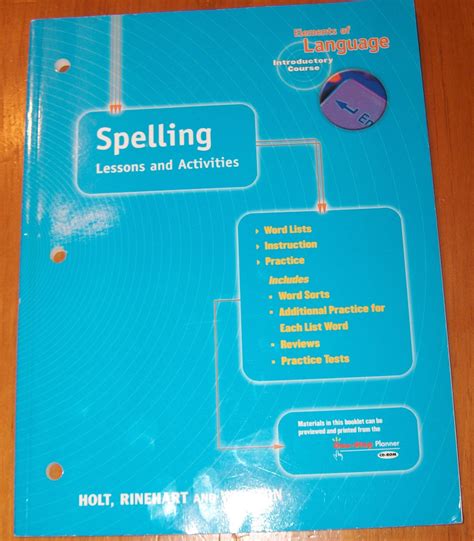 Elements of
Language
Introductory
Course
Spelling
Lessons and Activities
Word Lists
Instruction
Practice
Includes
• Word Sorts
• Additional Practice for
Each List Word
• Reviews
• Practice Tests
Materials in this booklet can be
previewed and printed from the
Planner
CD-ROM
HOLT, RINEHART AND